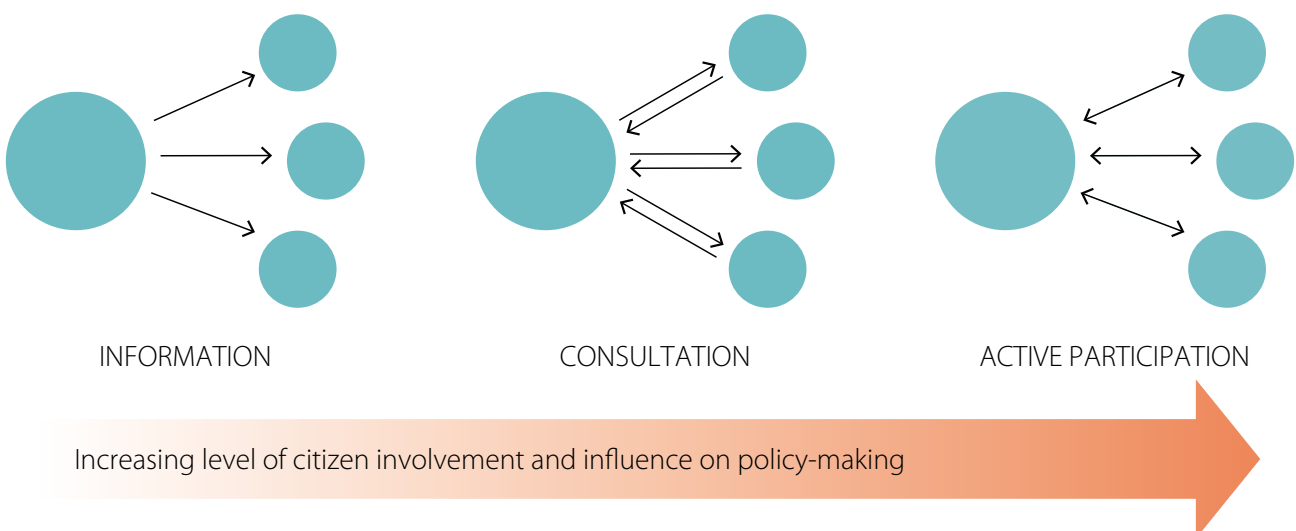 INFORMATION
CONSULTATION
ACTIVE PARTICIPATION
Increasing level of citizen involvement and influence on policy-making